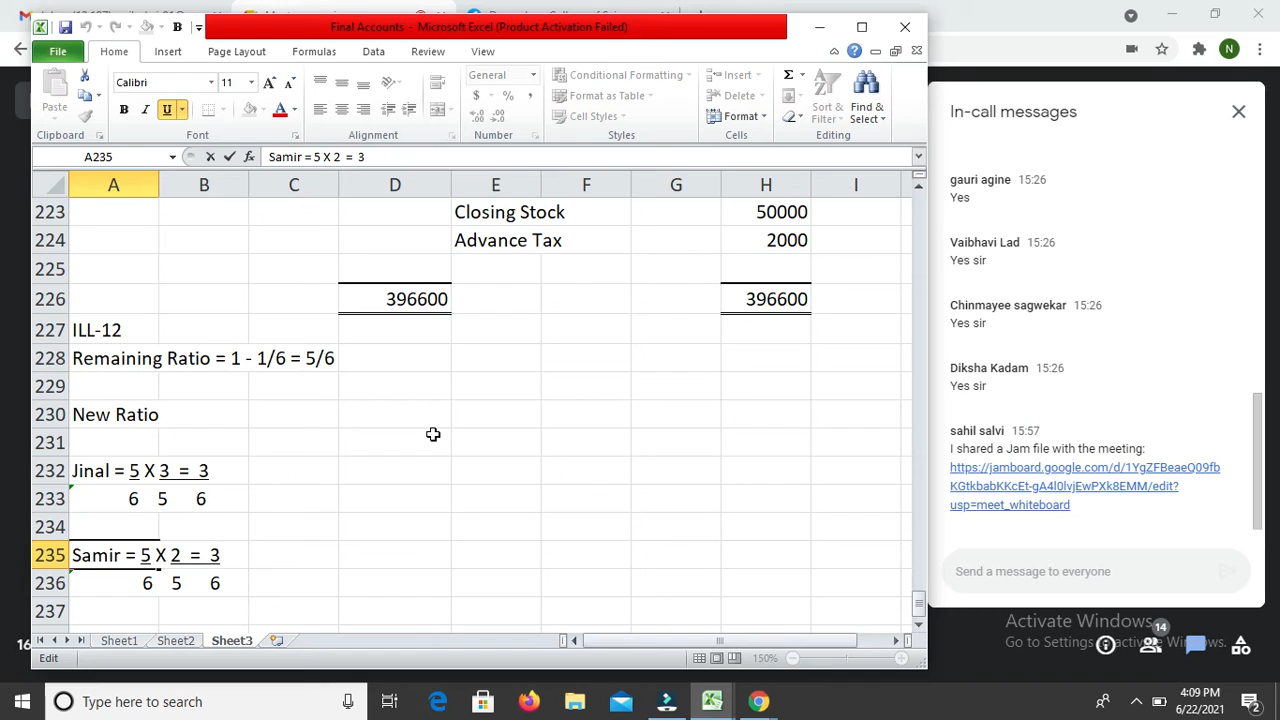 Final Accounts - Microsoft Excel (Product Activation Failed)
File Home Insert Page Layout Formulas Data Review View
Calibri 11
General
Conditional Formatting
Format as Table
Cell Styles
Insert
Delete
Format
Sort & Filter
Find & Select
Paste
Clipboard Font Alignment Number Styles Cells Editing
A235 Samir = 5 X 2 = 3
A B C D E F G H I
223 Closing Stock 50000
224 Advance Tax 2000
225
226 396600 396600
227 ILL-12
228 Remaining Ratio = 1 - 1/6 = 5/6
229
230 New Ratio
231
232 Jinal = 5 X 3 = 3
233 6 5 6
234
235 Samir = 5 X 2 = 3
236 6 5 6
237
Sheet1 Sheet2 Sheet3
Edit 150%
N
In-call messages
gauri agine 15:26
Yes
Vaibhavi Lad 15:26
Yes sir
Chinmayee sagwekar 15:26
Yes sir
Diksha Kadam 15:26
Yes sir
sahil salvi 15:57
I shared a Jam file with the meeting:
https://jamboard.google.com/d/1YgZFBeaeQ09fb
KGtkbabKKcEt-gA4l0lvjEwPXk8EMM/edit?
usp=meet_whiteboard
Send a message to everyone
Activate Windows
Go to Settings to activate Windows.
14
16
Type here to search
4:09 PM
6/22/2021
2